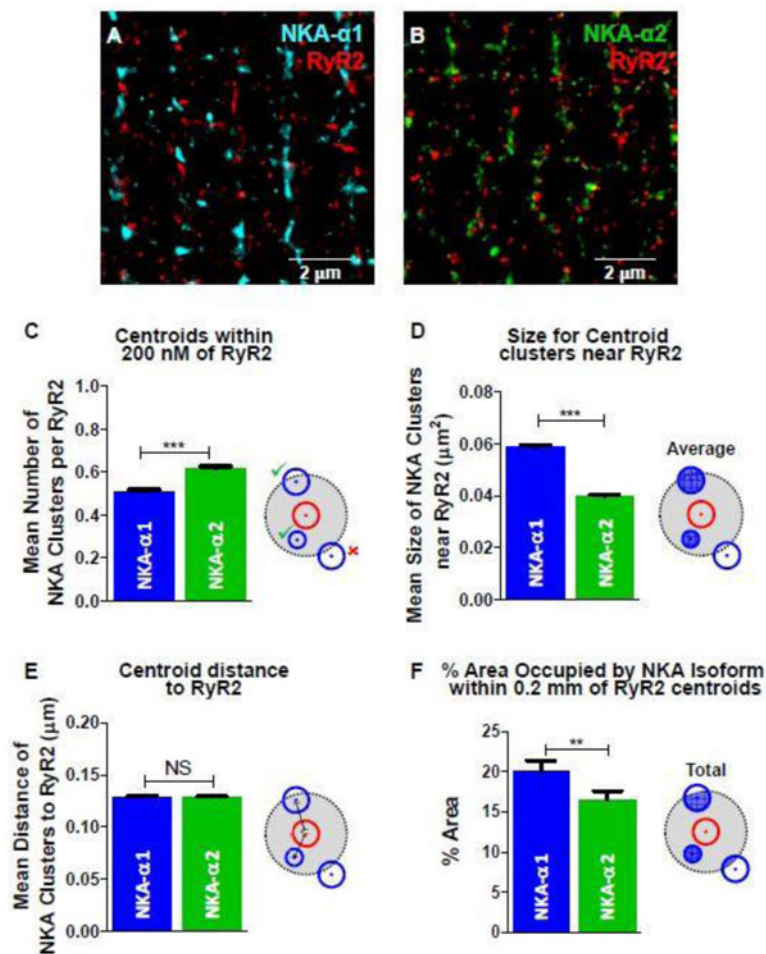 A
NKA-α1
RyR2
2 µm
B
NKA-α2
RyR2
2 µm
C
Centroids within
200 nM of RyR2
Mean Number of
NKA Clusters per RyR2
1.0
0.8
0.6
0.4
0.2
0.0
***
NKA-α1
NKA-α2
D
Size for Centroid
clusters near RyR2
Mean Size of NKA Clusters
near RyR2 (µm²)
0.08
0.06
0.04
0.02
0.00
***
NKA-α1
NKA-α2
Average
E
Centroid distance
to RyR2
Mean Distance of
NKA Clusters to RyR2 (µm)
0.20
0.15
0.10
0.05
0.00
NS
NKA-α1
NKA-α2
F
% Area Occupied by NKA Isoform
within 0.2 mm of RyR2 centroids
% Area
25
20
15
10
5
0
**
NKA-α1
NKA-α2
Total